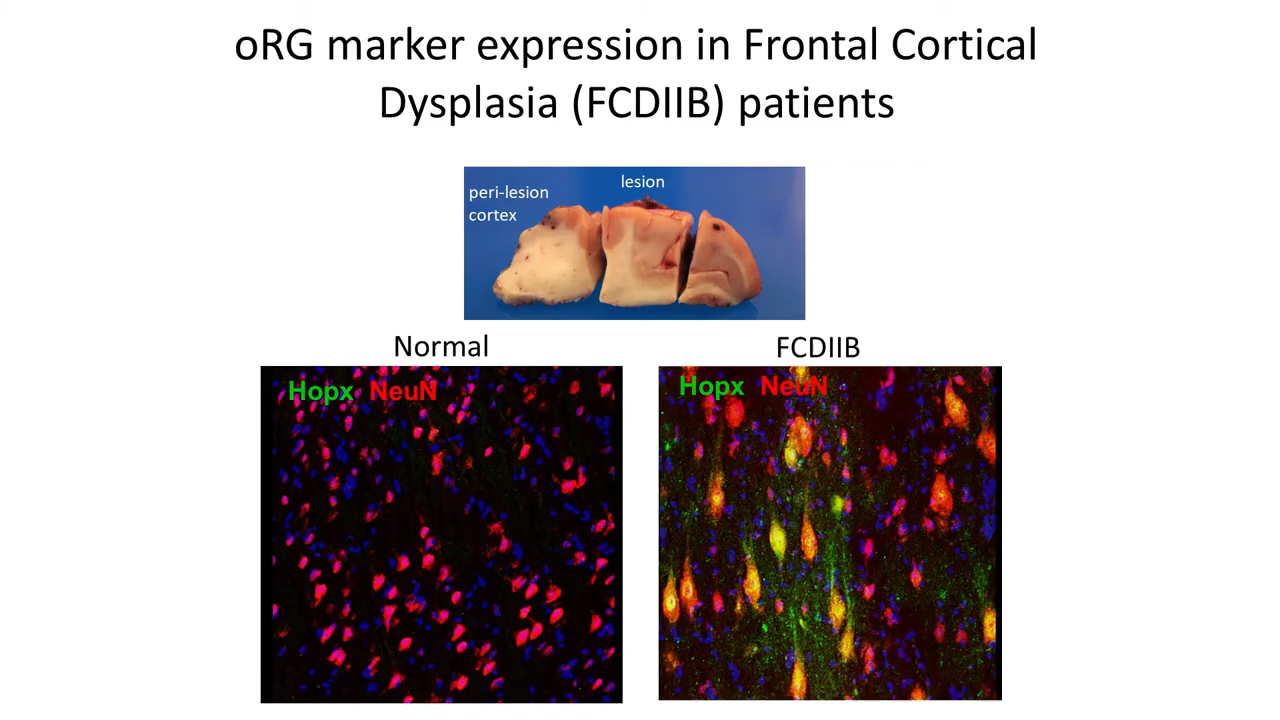 oRG marker expression in Frontal Cortical
Dysplasia (FCDIIB) patients
peri-lesion
cortex
lesion
Normal
FCDIIB
Hopx NeuN
Hopx NeuN